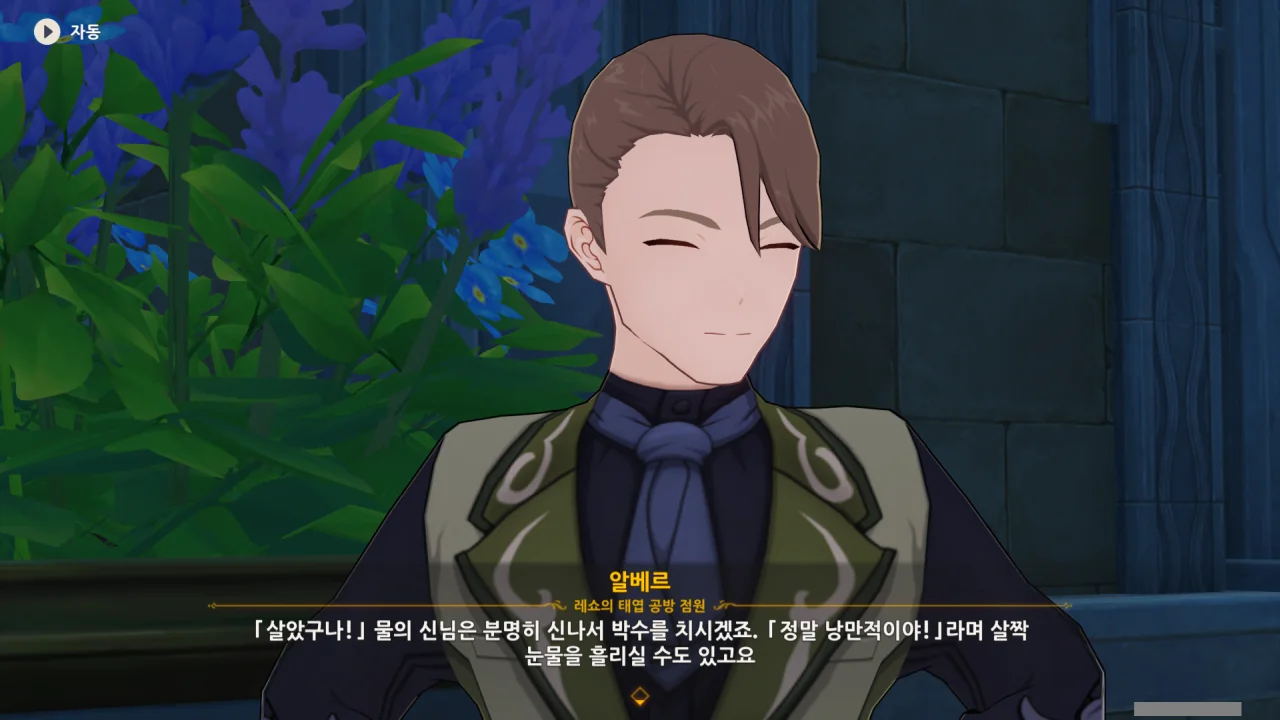 자동
알베르
레쇼의 태엽 공방 점원
「살았구나!」 물의 신님은 분명히 신나서 박수를 치시겠죠. 「정말 낭만적이야!」라며 살짝
눈물을 흘리실 수도 있고요